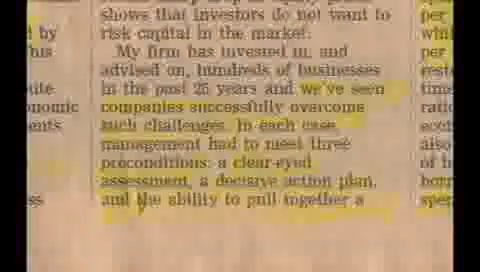 shows that investors do not want to
risk capital in the market.
My firm has invested in, and
advised on, hundreds of businesses
in the past 25 years and we've seen
companies successfully overcome
such challenges. In each case,
management had to meet three
preconditions: a clear-eyed
assessment, a decisive action plan,
and the ability to pull together a